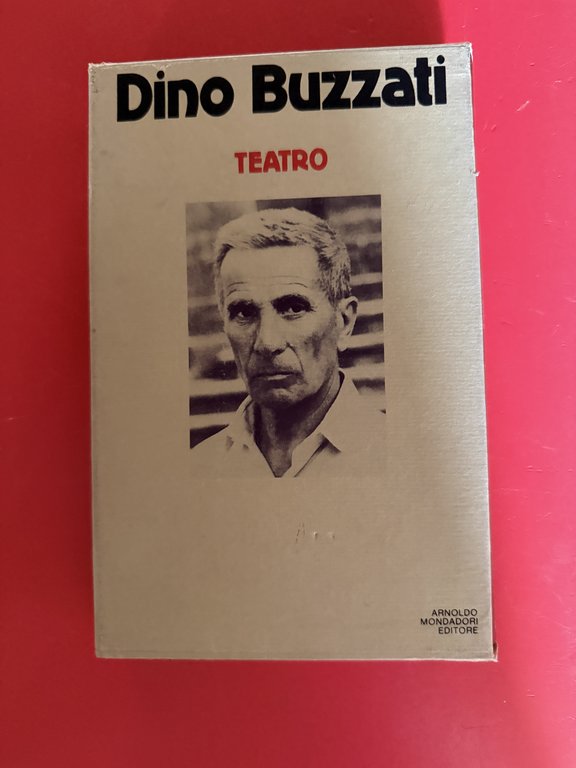 Dino Buzzati
TEATRO
ARNOLDO
MONDADORI
EDITORE